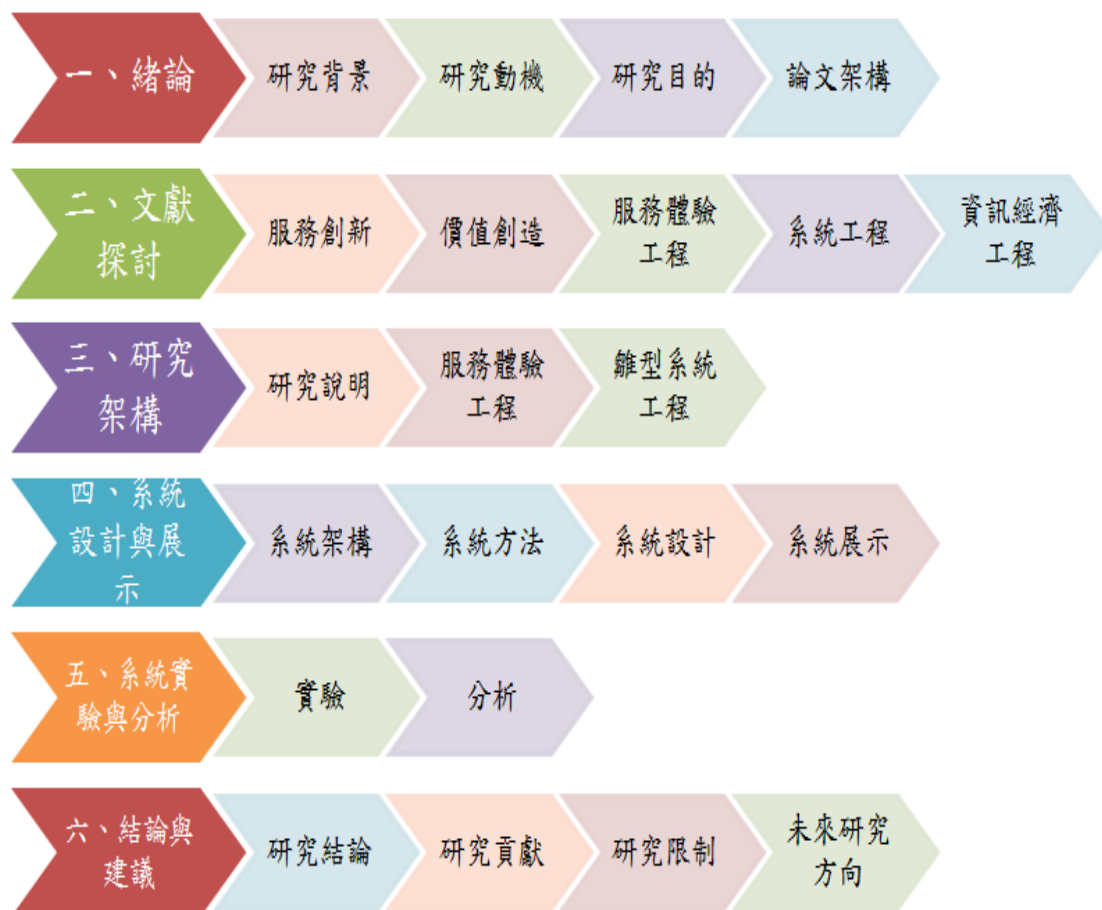 一、緒論
研究背景
研究動機
研究目的
論文架構
二、文獻
探討
服務創新
價值創造
服務體驗
工程
系統工程
資訊經濟
工程
三、研究
架構
研究說明
服務體驗
工程
雛型系統
工程
四、系統
設計與展
示
系統架構
系統方法
系統設計
系統展示
五、系統實
驗與分析
實驗
分析
六、結論與
建議
研究結論
研究貢獻
研究限制
未來研究
方向